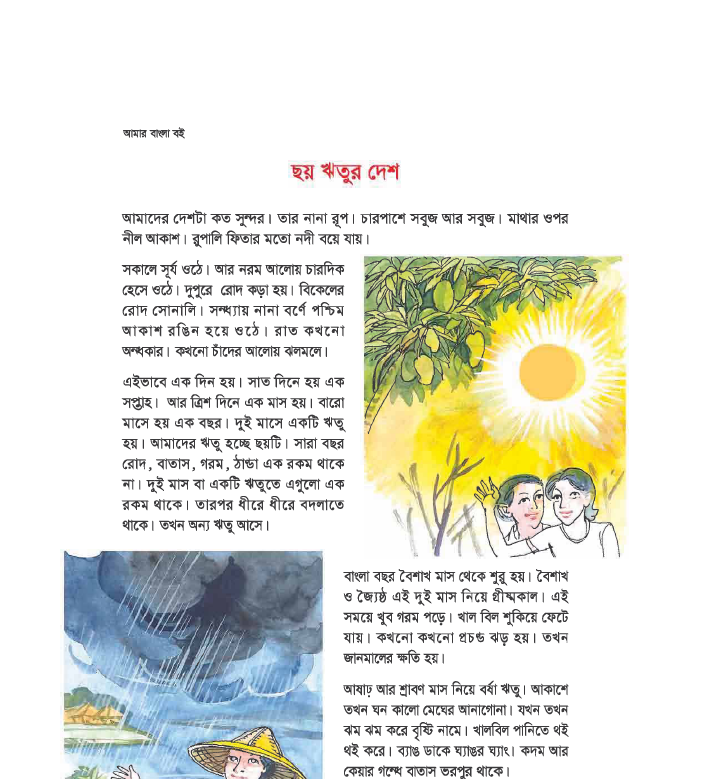 আমার বাংলা বই
ছয় ঋতুর দেশ
আমাদের দেশটা কত সুন্দর। তার নানা রূপ। চারপাশে সবুজ আর সবুজ। মাথার ওপর
নীল আকাশ। রুপালি ফিতার মতো নদী বয়ে যায়।
সকালে সূর্য ওঠে। আর নরম আলোয় চারদিক
হেসে ওঠে। দুপুরে রোদ কড়া হয়। বিকেলের
রোদ সোনালি। সন্ধ্যায় নানা বর্ণে পশ্চিম
আকাশ রঙিন হয়ে ওঠে। রাত কখনো
অন্ধকার। কখনো চাঁদের আলোয় ঝলমলে।
এইভাবে এক দিন হয়। সাত দিনে হয় এক
সপ্তাহ। আর ত্রিশ দিনে এক মাস হয়। বারো
মাসে হয় এক বছর। দুই মাসে একটি ঋতু
হয়। আমাদের ঋতু হচ্ছে ছয়টি। সারা বছর
রোদ, বাতাস, গরম, ঠান্ডা এক রকম থাকে
না। দুই মাস বা একটি ঋতুতে এগুলো এক
রকম থাকে। তারপর ধীরে ধীরে বদলাতে
থাকে। তখন অন্য ঋতু আসে।
বাংলা বছর বৈশাখ মাস থেকে শুরু হয়। বৈশাখ
ও জ্যৈষ্ঠ এই দুই মাস নিয়ে গ্রীষ্মকাল। এই
সময়ে খুব গরম পড়ে। খাল বিল শুকিয়ে ফেটে
যায়। কখনো কখনো প্রচন্ড ঝড় হয়। তখন
জানমালের ক্ষতি হয়।
আষাঢ় আর শ্রাবণ মাস নিয়ে বর্ষা ঋতু। আকাশে
তখন ঘন কালো মেঘের আনাগোনা। যখন তখন
ঝম ঝম করে বৃষ্টি নামে। খালবিল পানিতে থই
থই করে। ব্যাঙ ডাকে ঘ্যাঙর ঘ্যাং। কদম আর
কেয়ার গন্ধে বাতাস ভরপুর থাকে।